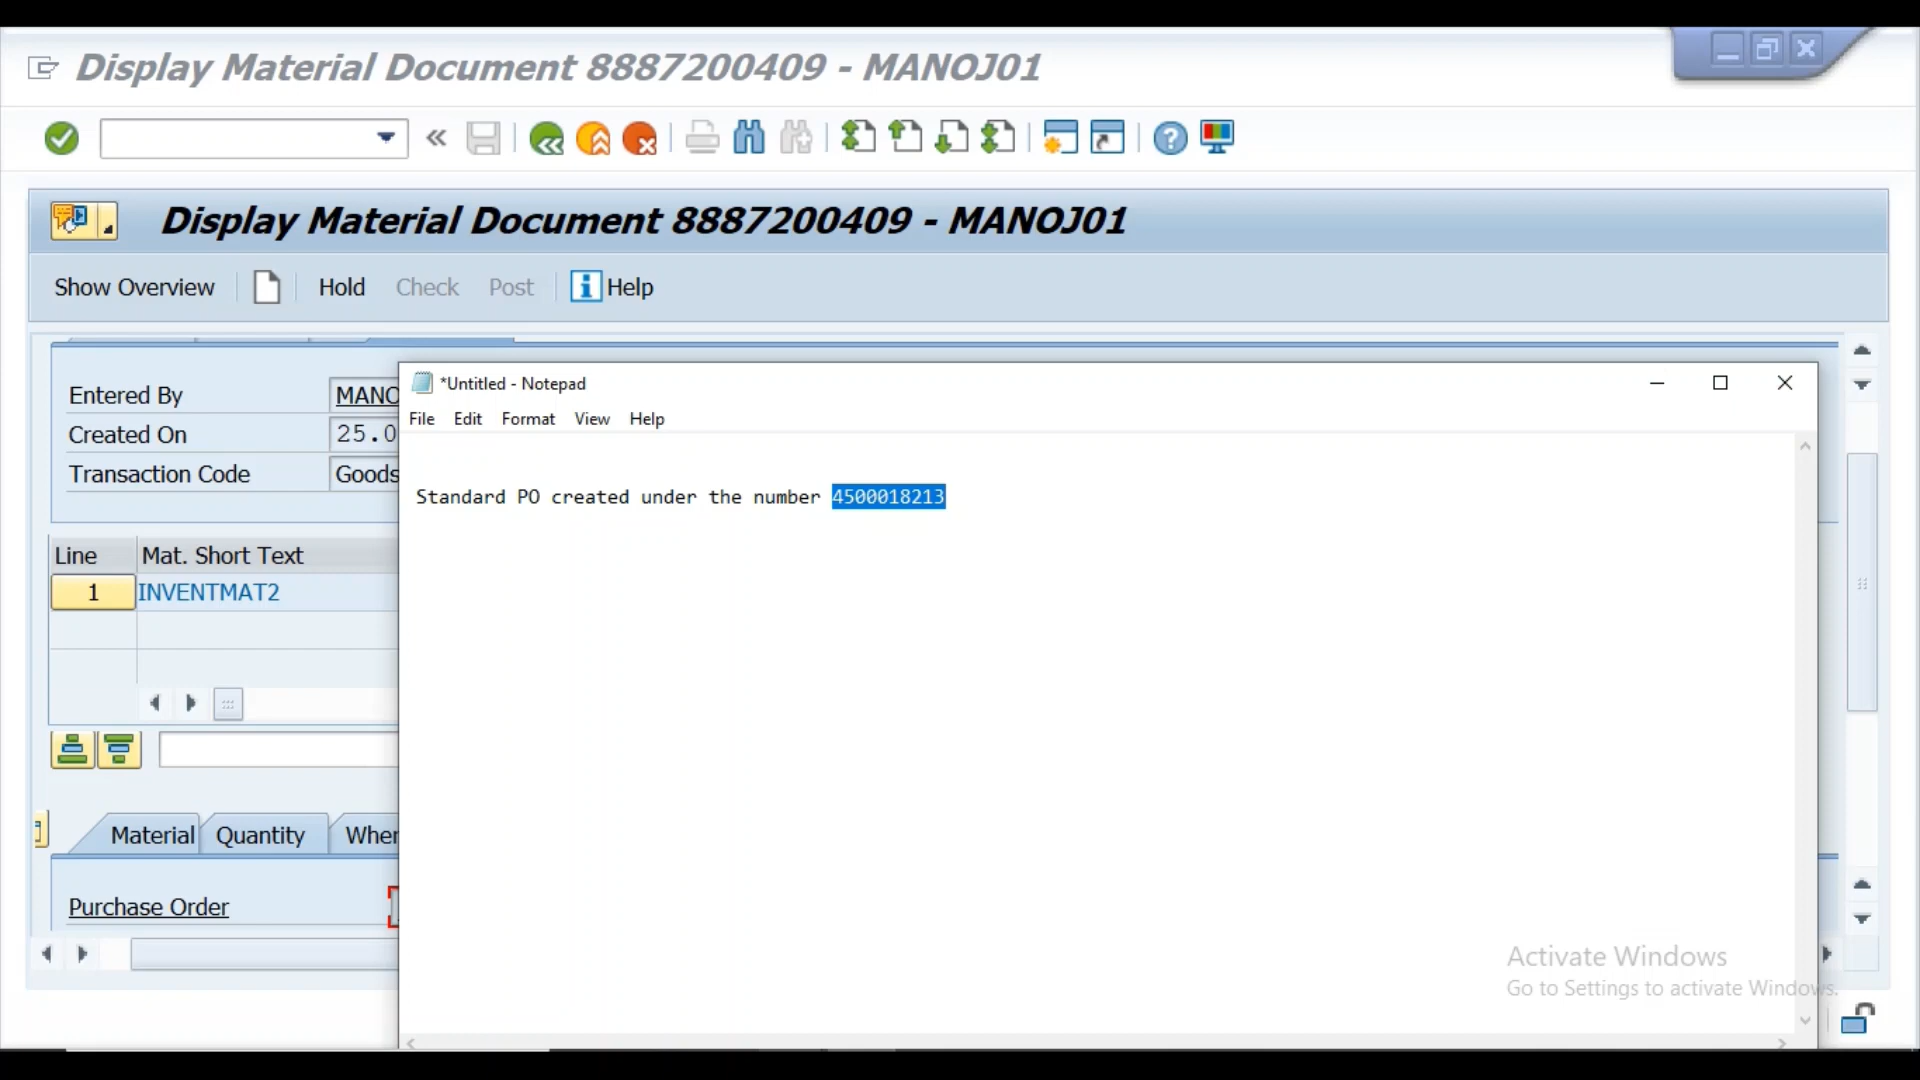 Display Material Document 8887200409 - MANOJ01
Display Material Document 8887200409 - MANOJ01
Show Overview Hold Check Post Help
Entered By MANO
Created On 25.0
Transaction Code Goods
*Untitled - Notepad
File Edit Format View Help
Standard PO created under the number 4500018213
Line Mat. Short Text
1 INVENTMAT2
Material Quantity Wher
Purchase Order
Activate Windows
Go to Settings to activate Windows.